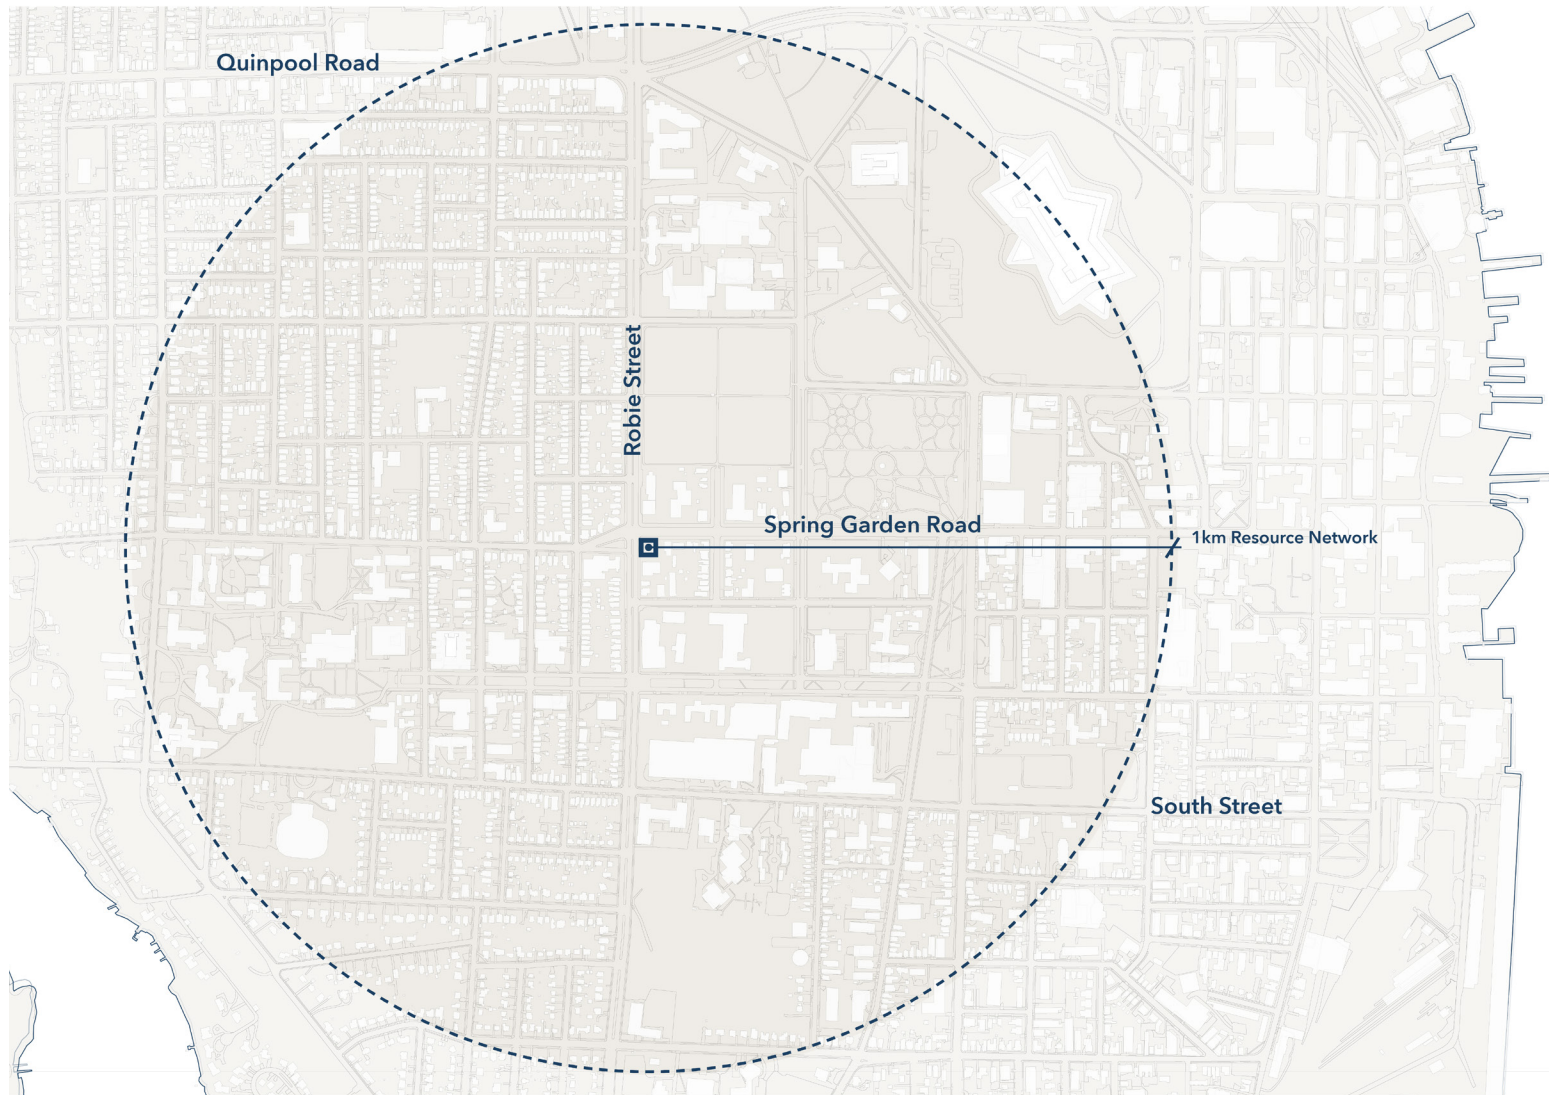 Quinpool Road
Robie Street
Spring Garden Road
C
1km Resource Network
South Street